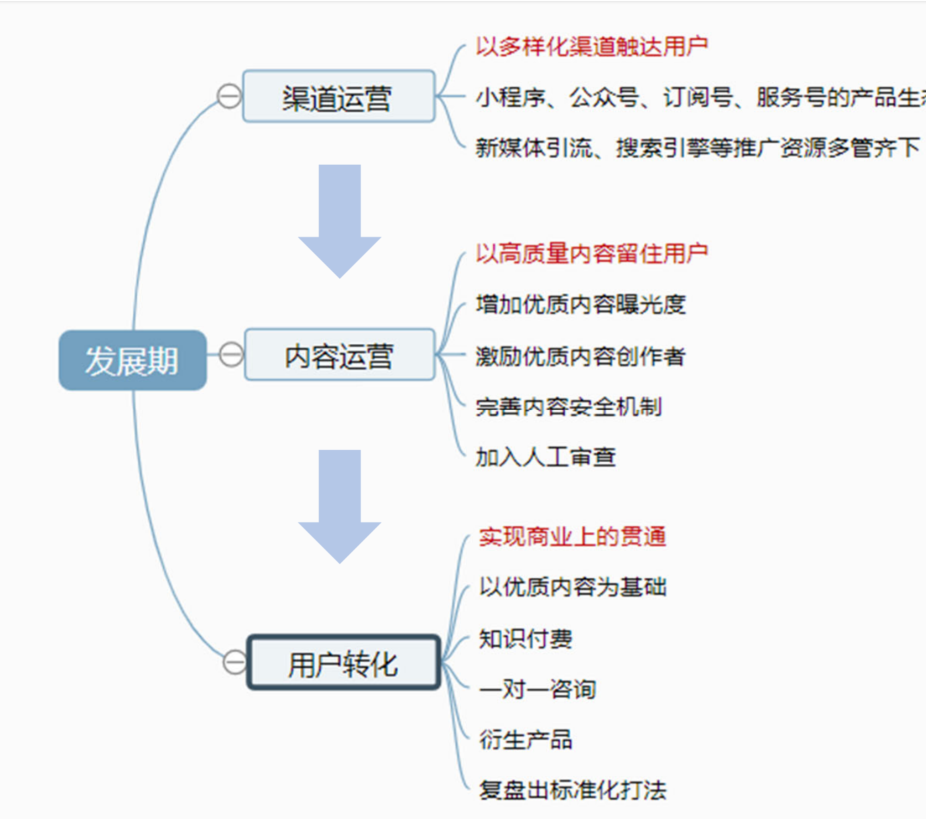 以多样化渠道触达用户
渠道运营
小程序、公众号、订阅号、服务号的产品生
新媒体引流、搜索引擎等推广资源多管齐下
以高质量内容留住用户
增加优质内容曝光度
发展期
内容运营
激励优质内容创作者
完善内容安全机制
加入人工审查
实现商业上的贯通
以优质内容为基础
用户转化
知识付费
一对一咨询
衍生产品
复盘出标准化打法